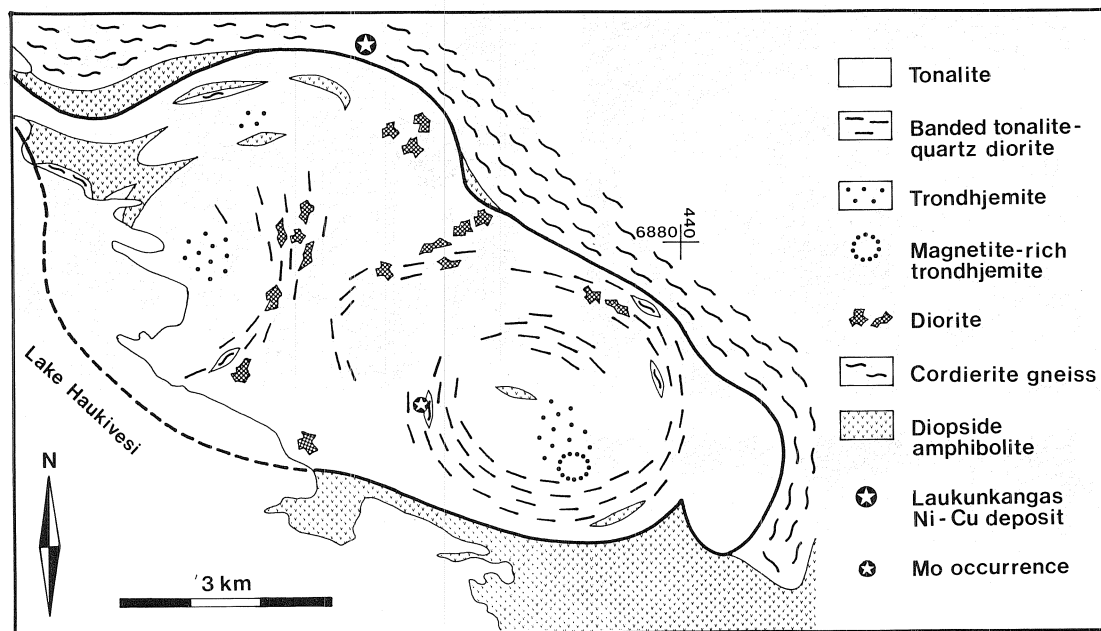 Tonalite
Banded tonalite-
quartz diorite
Trondhjemite
Magnetite-rich
trondhjemite
Diorite
Cordierite gneiss
Diopside
amphibolite
Laukunkangas
Ni-Cu deposit
Mo occurrence
6880
440
Lake Haukivesi
N
3 km